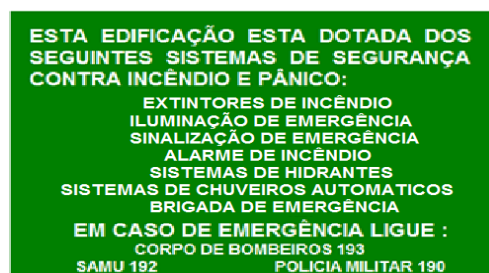 ESTA EDIFICAÇÃO ESTA DOTADA DOS
SEGUINTES SISTEMAS DE SEGURANÇA
CONTRA INCÊNDIO E PÂNICO:
EXTINTORES DE INCÊNDIO
ILUMINAÇÃO DE EMERGÊNCIA
SINALIZAÇÃO DE EMERGÊNCIA
ALARME DE INCÊNDIO
SISTEMAS DE HIDRANTES
SISTEMAS DE CHUVEIROS AUTOMATICOS
BRIGADA DE EMERGÊNCIA
EM CASO DE EMERGÊNCIA LIGUE :
CORPO DE BOMBEIROS 193
SAMU 192 POLICIA MILITAR 190